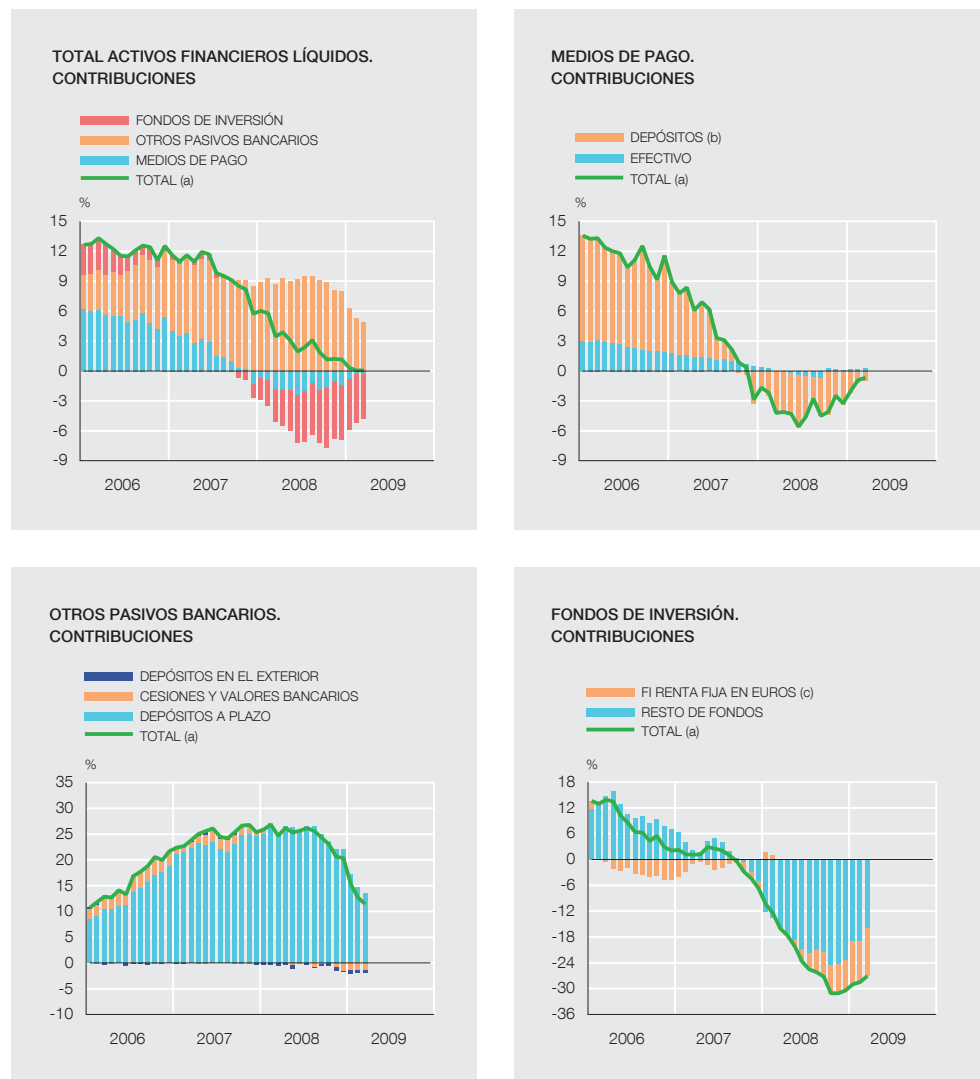 TOTAL ACTIVOS FINANCIEROS LÍQUIDOS.
CONTRIBUCIONES
FONDOS DE INVERSIÓN
OTROS PASIVOS BANCARIOS
MEDIOS DE PAGO
TOTAL (a)
%
15
12
9
6
3
0
-3
-6
-9
2006 2007 2008 2009
MEDIOS DE PAGO.
CONTRIBUCIONES
DEPÓSITOS (b)
EFECTIVO
TOTAL (a)
%
15
12
9
6
3
0
-3
-6
-9
2006 2007 2008 2009
OTROS PASIVOS BANCARIOS.
CONTRIBUCIONES
DEPÓSITOS EN EL EXTERIOR
CESIONES Y VALORES BANCARIOS
DEPÓSITOS A PLAZO
TOTAL (a)
%
35
30
25
20
15
10
5
0
-5
-10
2006 2007 2008 2009
FONDOS DE INVERSIÓN.
CONTRIBUCIONES
FI RENTA FIJA EN EUROS (c)
RESTO DE FONDOS
TOTAL (a)
%
18
12
6
0
-6
-12
-18
-24
-30
-36
2006 2007 2008 2009